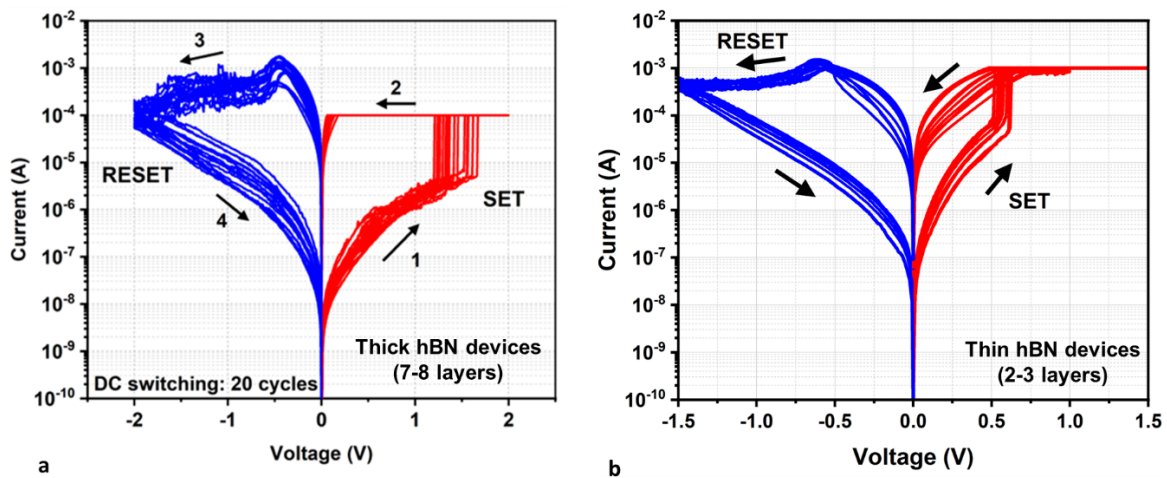 10⁻²
10⁻³
10⁻⁴
10⁻⁵
10⁻⁶
10⁻⁷
10⁻⁸
10⁻⁹
10⁻¹⁰
Current (A)
3
2
RESET
SET
4
1
Thick hBN devices
(7-8 layers)
DC switching: 20 cycles
-2
-1
0
1
2
Voltage (V)
a
10⁻²
10⁻³
10⁻⁴
10⁻⁵
10⁻⁶
10⁻⁷
10⁻⁸
10⁻⁹
10⁻¹⁰
Current (A)
RESET
SET
Thin hBN devices
(2-3 layers)
-1.5
-1.0
-0.5
0.0
0.5
1.0
1.5
Voltage (V)
b